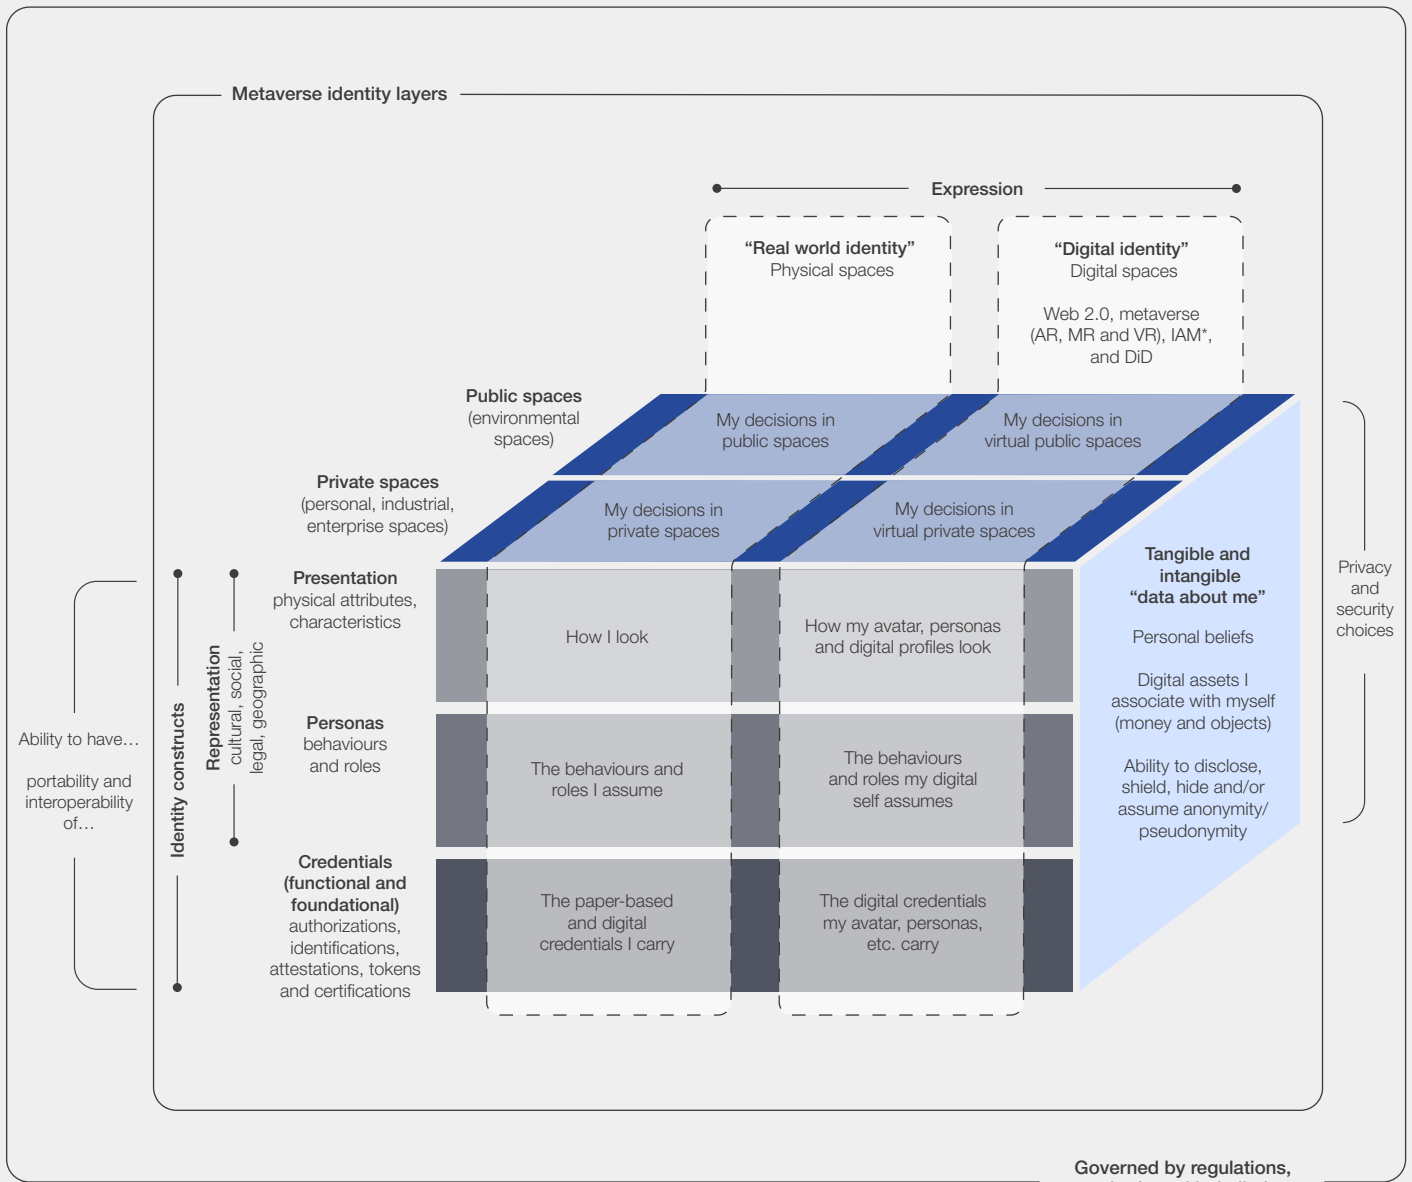 Metaverse identity layers
Expression
“Real world identity”
Physical spaces
“Digital identity”
Digital spaces
Web 2.0, metaverse
(AR, MR and VR), IAM*,
and DiD
Public spaces
(environmental
spaces)
My decisions in
public spaces
My decisions in
virtual public spaces
Private spaces
(personal, industrial,
enterprise spaces)
My decisions in
private spaces
My decisions in
virtual private spaces
Presentation
physical attributes,
characteristics
How I look
How my avatar, personas
and digital profiles look
Personas
behaviours
and roles
The behaviours and
roles I assume
The behaviours
and roles my digital
self assumes
Credentials
(functional and
foundational)
authorizations,
identifications,
attestations, tokens
and certifications
The paper-based
and digital
credentials I carry
The digital credentials
my avatar, personas,
etc. carry
Tangible and
intangible
“data about me”
Personal beliefs
Digital assets I
associate with myself
(money and objects)
Ability to disclose,
shield, hide and/or
assume anonymity/
pseudonymity
Privacy
and
security
choices
Ability to have…
portability and
interoperability
of…
Identity constructs
Representation
cultural, social,
legal, geographic
Governed by regulations,